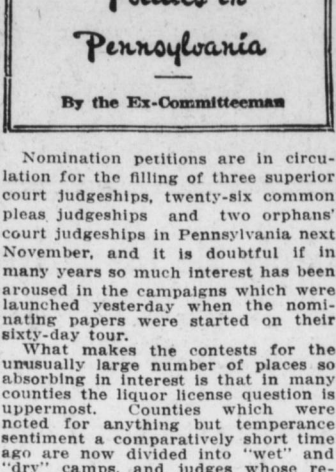 Politics in
Pennsylvania
By the Ex-Committeeman
Nomination petitions are in circu-
lation for the filling of three superior
court judgeships, twenty-six common
pleas judgeships and two orphans'
court judgeships in Pennsylvania next
November, and it is doubtful if in
many years so much interest has been
aroused in the campaigns which were
launched yesterday when the nomi-
nating papers were started on their
sixty-day tour.
What makes the contests for the
unusually large number of places so
absorbing in interest is that in many
counties the liquor license question is
uppermost. Counties which were
noted for anything but temperance
sentiment a comparatively short time
ago are now divided into "wet" and
"dry" camps, and judges whose